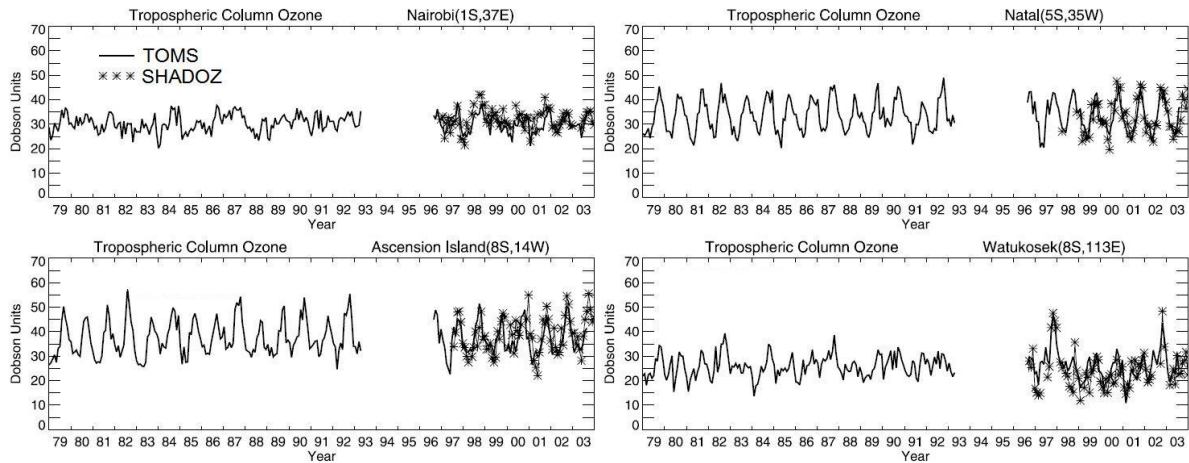 Tropospheric Column Ozone Nairobi(1S,37E)
70
60
50
40
30
20
10
0
Dobson Units
TOMS
SHADOZ
79 80 81 82 83 84 85 86 87 88 89 90 91 92 93 94 95 96 97 98 99 00 01 02 03
Year
Tropospheric Column Ozone Natal(5S,35W)
70
60
50
40
30
20
10
0
Dobson Units
79 80 81 82 83 84 85 86 87 88 89 90 91 92 93 94 95 96 97 98 99 00 01 02 03
Year
Tropospheric Column Ozone Ascension Island(8S,14W)
70
60
50
40
30
20
10
0
Dobson Units
79 80 81 82 83 84 85 86 87 88 89 90 91 92 93 94 95 96 97 98 99 00 01 02 03
Year
Tropospheric Column Ozone Watukosek(8S,113E)
70
60
50
40
30
20
10
0
Dobson Units
79 80 81 82 83 84 85 86 87 88 89 90 91 92 93 94 95 96 97 98 99 00 01 02 03
Year